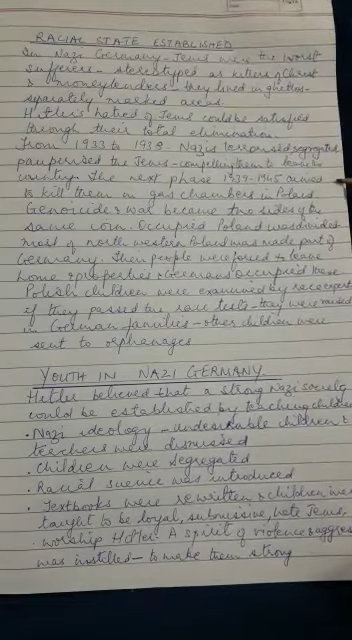 RACIAL STATE ESTABLISHED
In Nazi Germany - Jews were the worst
sufferers - stereotyped as killers of Christ
& moneylenders - they lived in ghettos -
separately marked areas.
Hitler's hatred of Jews could be satisfied
through their total elimination.
From 1933 to 1938 - Nazis terrorised, segregated
pauperised the Jews - compelling them to leave the
country. The next phase 1939-1945 aimed
to kill them in gas chambers in Poland
Genocide & war became two sides of the
same coin. Occupied Poland was divided
most of north western Poland was made part of
Germany. Then people were forced to leave
home & properties & Germans occupied these
Polish children were examined by race experts
if they passed the race tests - they were raised
in German families - other children were
sent to orphanages
YOUTH IN NAZI GERMANY
Hitler believed that a strong Nazi society
could be established by teaching children
• Nazi ideology - undesirable children &
teachers were dismissed
• Children were segregated
• Racial science was introduced
• Textbooks were rewritten & children were
taught to be loyal, submissive, hate Jews,
• worship Hitler. A spirit of violence & aggres
was instilled - to make them strong